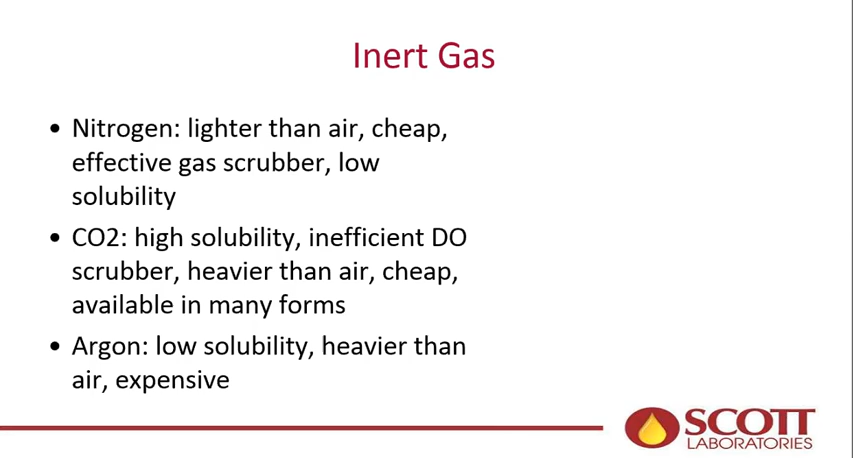 Inert Gas
• Nitrogen: lighter than air, cheap,
effective gas scrubber, low
solubility
• CO2: high solubility, inefficient DO
scrubber, heavier than air, cheap,
available in many forms
• Argon: low solubility, heavier than
air, expensive
SCOTT
LABORATORIES